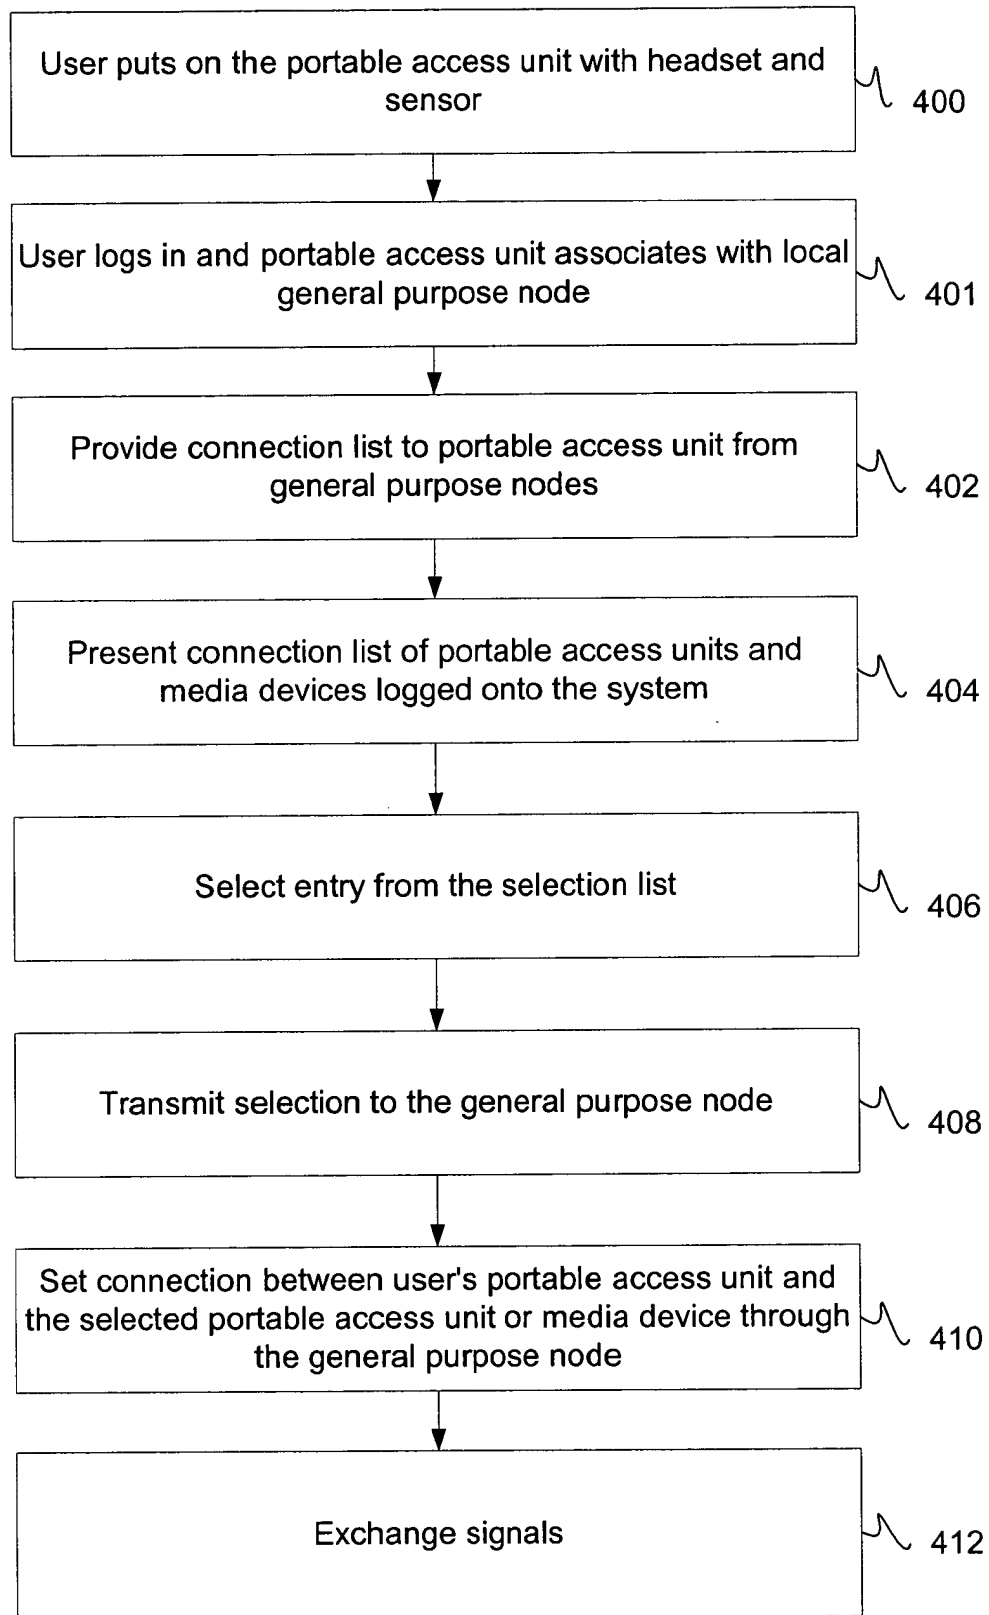 User puts on the portable access unit with headset and
sensor
400
User logs in and portable access unit associates with local
general purpose node
401
Provide connection list to portable access unit from
general purpose nodes
402
Present connection list of portable access units and
media devices logged onto the system
404
Select entry from the selection list
406
Transmit selection to the general purpose node
408
Set connection between user's portable access unit and
the selected portable access unit or media device through
the general purpose node
410
Exchange signals
412